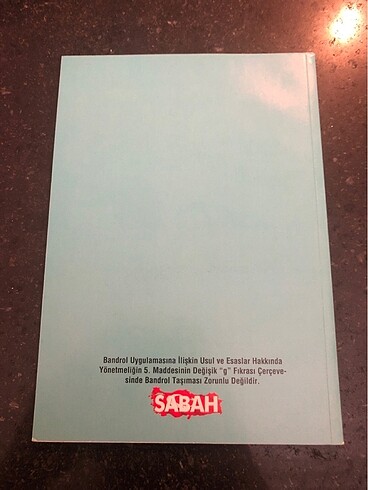 Bandrol Uygulamasına İlişkin Usul ve Esaslar Hakkında
Yönetmeliğin 5. Maddesinin Değişik "g" Fıkrası Çerçeve-
sinde Bandrol Taşıması Zorunlu Değildir.
SABAH